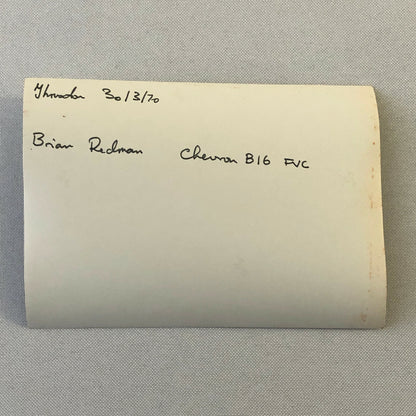 Thruxton 30/3/70
Brian Redman Chevron B16 FVC